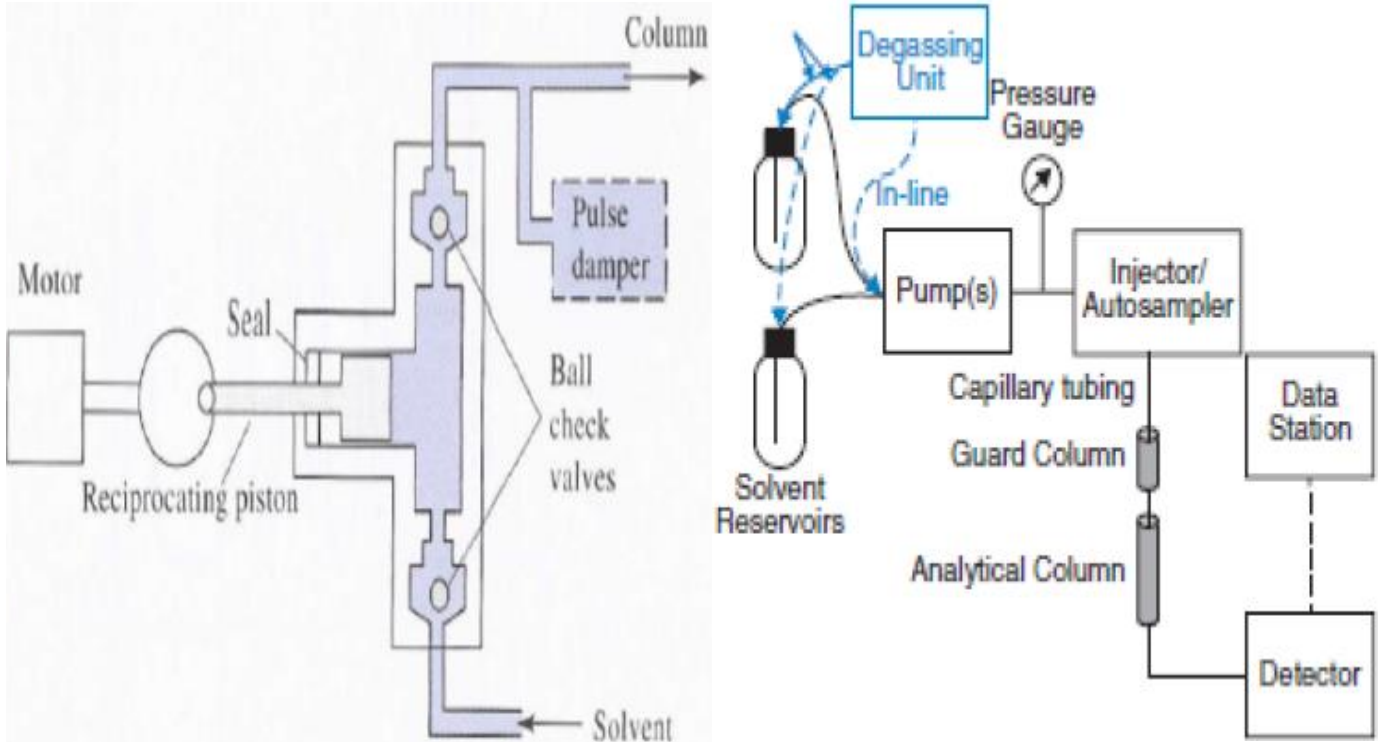 Column
Pulse
damper
Motor
Seal
Ball
check
valves
Reciprocating piston
Solvent
Degassing
Unit
Pressure
Gauge
In-line
Pump(s)
Injector/
Autosampler
Capillary tubing
Guard Column
Data
Station
Solvent
Reservoirs
Analytical Column
Detector